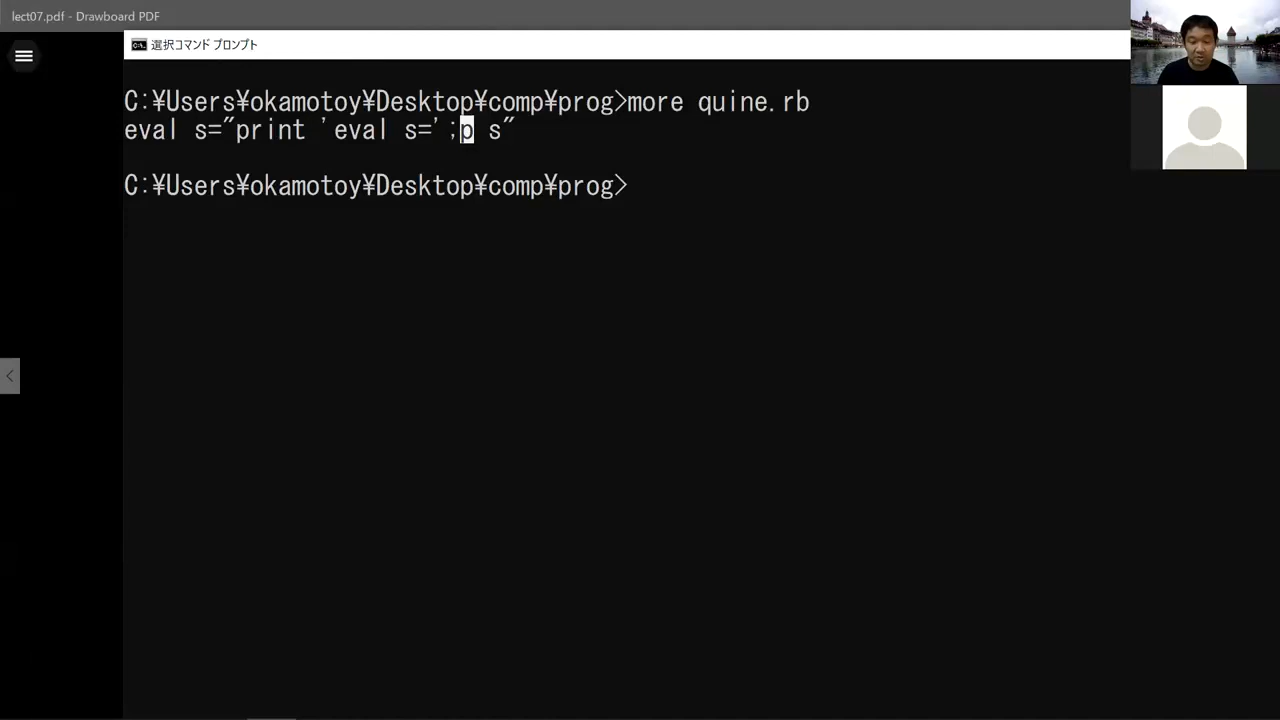 lect07.pdf - Drawboard PDF
選択コマンド プロンプト
C:¥Users¥okamotoy¥Desktop¥comp¥prog>more quine.rb
eval s="print 'eval s=';p s"
C:¥Users¥okamotoy¥Desktop¥comp¥prog>